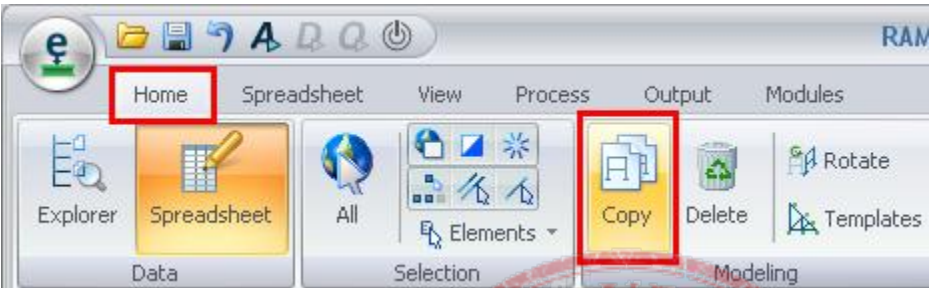 RAM
Home Spreadsheet View Process Output Modules
Explorer Spreadsheet All Elements Copy Delete Rotate Templates
Data Selection Modeling